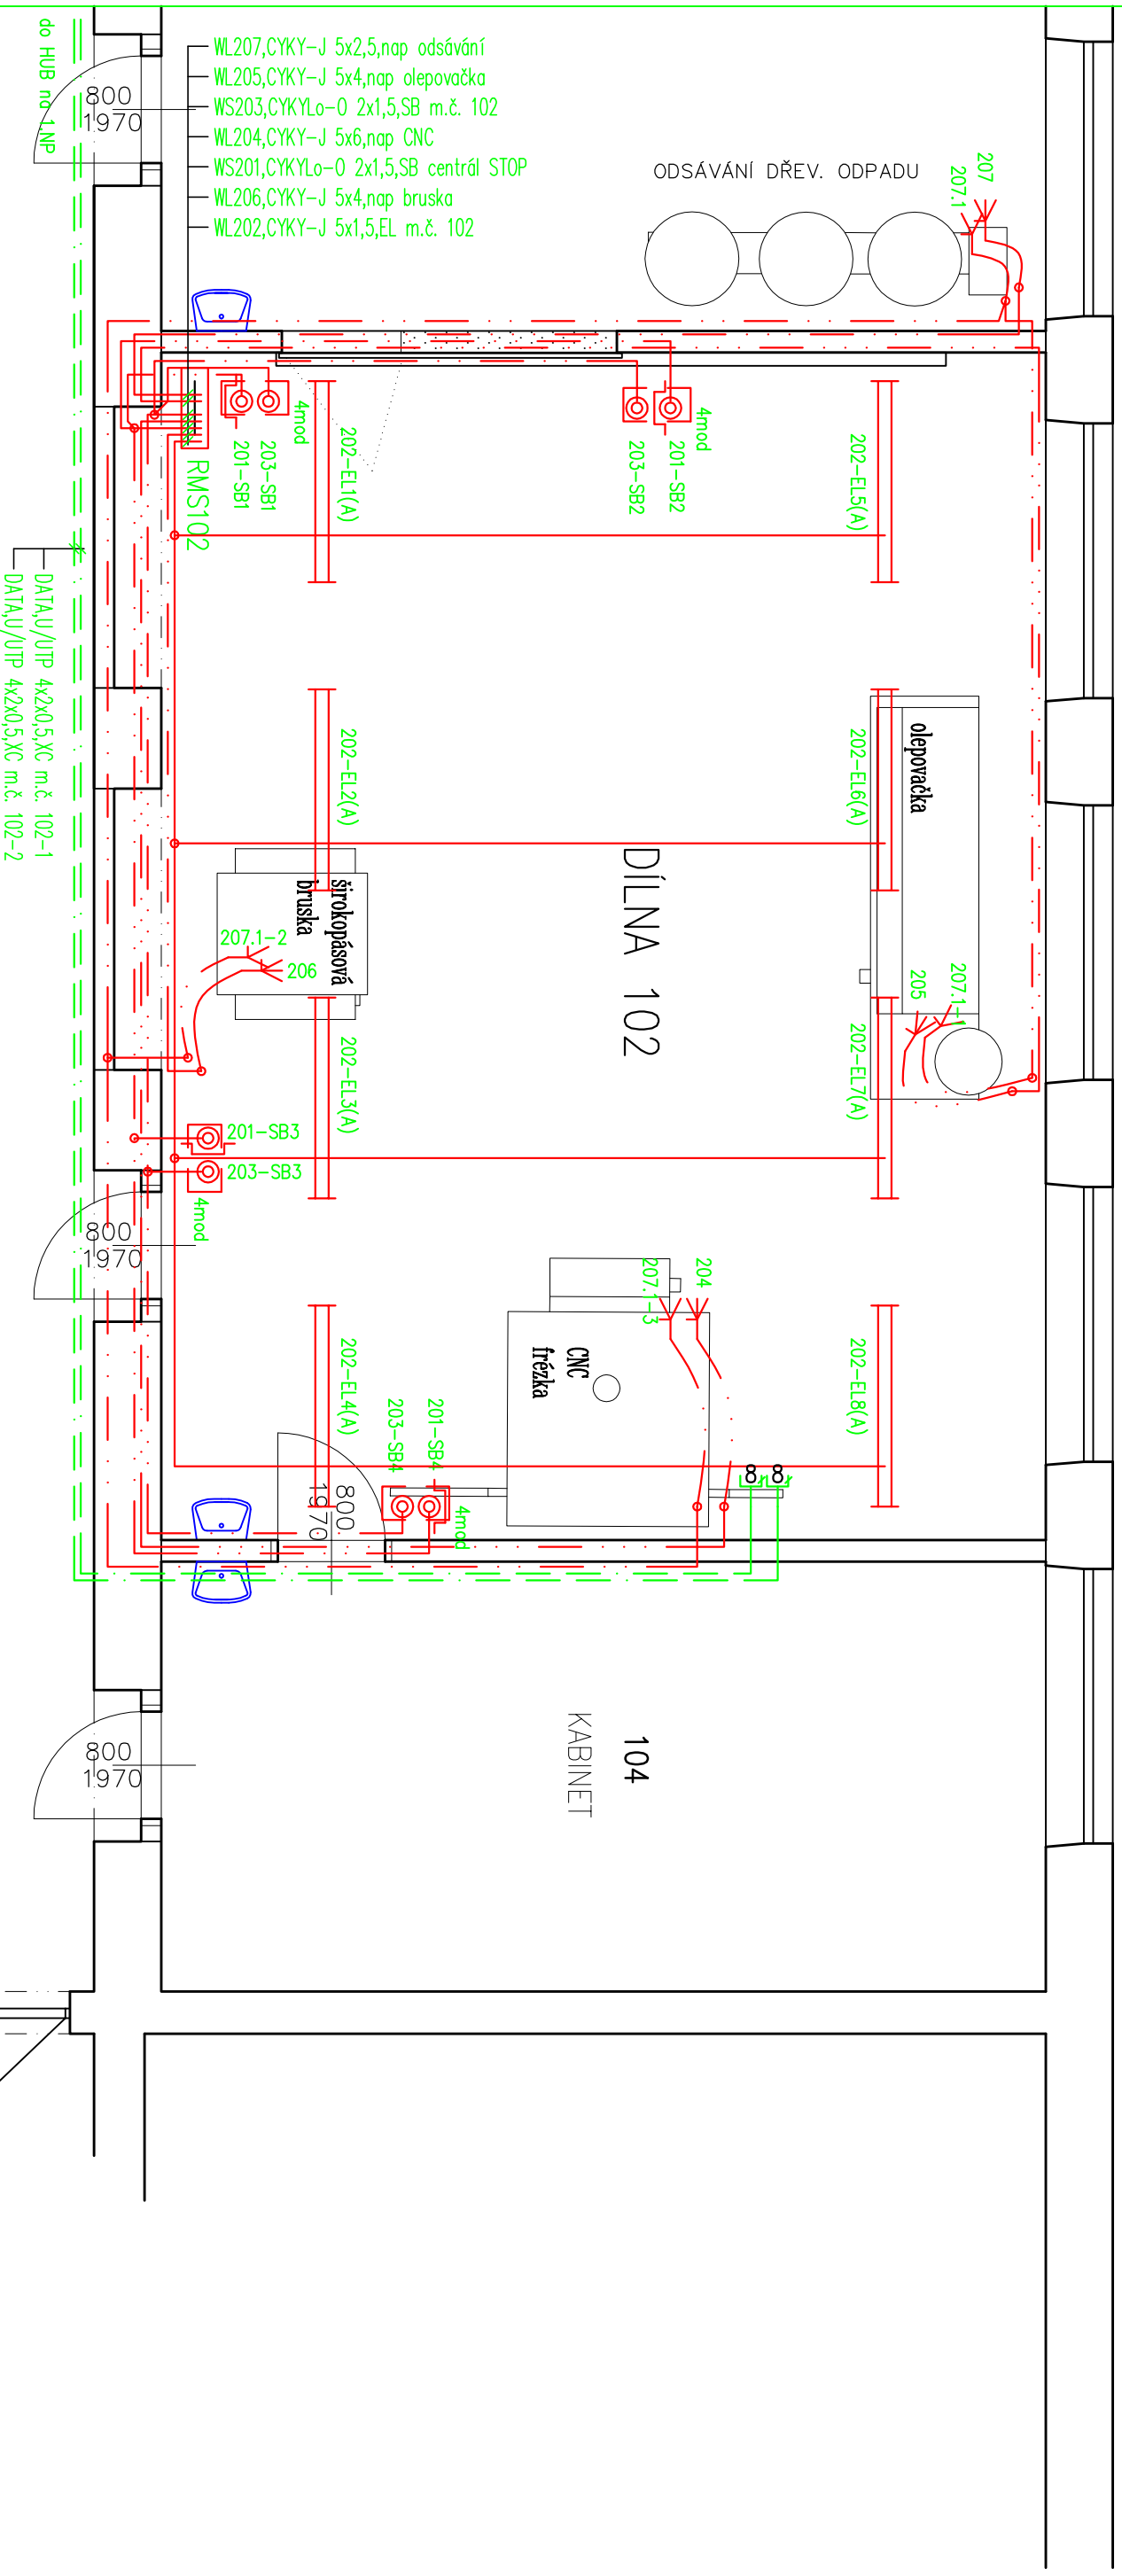 do HUB na 1.NP
800
1970
WL207,CYKY-J 5x2,5,nap odsávání
WL205,CYKY-J 5x4,nap olepovačka
WS203,CYKYLo-O 2x1,5,SB m.č. 102
WL204,CYKY-J 5x6,nap CNC
WS201,CYKYLo-O 2x1,5,SB centrál STOP
WL206,CYKY-J 5x4,nap bruska
WL202,CYKY-J 5x1,5,EL m.č. 102
ODSÁVÁNÍ DŘEV. ODPADU
207
207.1
4mod
203-SB1
201-SB1
RMS102
202-EL1(A)
4mod
201-SB2
203-SB2
202-EL5(A)
DATA,U/UTP 4x2x0,5,XC m.č. 102-1
DATA,U/UTP 4x2x0,5,XC m.č. 102-2
202-EL2(A)
202-EL6(A)
olepovačka
DÍLNA 102
širokopásová
bruska
207.1-2
206
207.1-1
205
202-EL3(A)
202-EL7(A)
201-SB3
203-SB3
4mod
800
1970
204
207.1-3
CNC
frézka
202-EL4(A)
202-EL8(A)
201-SB4
203-SB4
4mod
8
8
800
1970
104
KABINET
800
1970